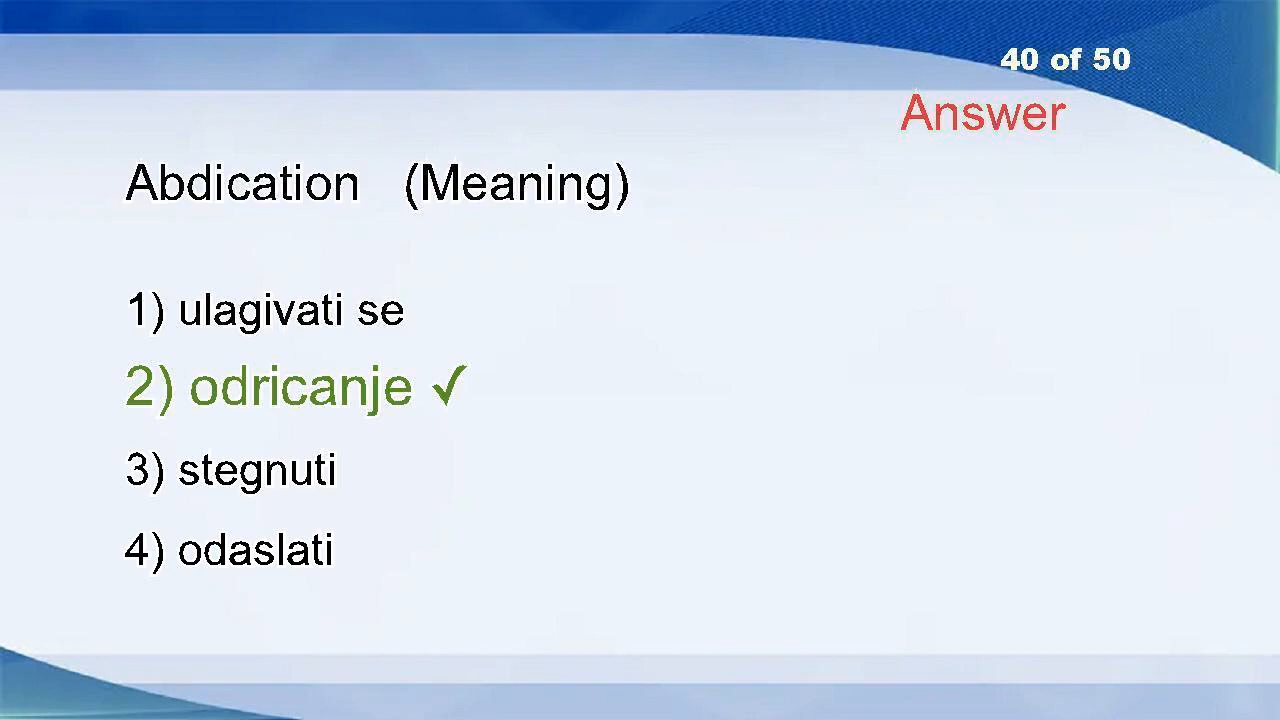 40 of 50
Answer
Abdication (Meaning)
1) ulagivati se
2) odricanje ✓
3) stegnuti
4) odaslati